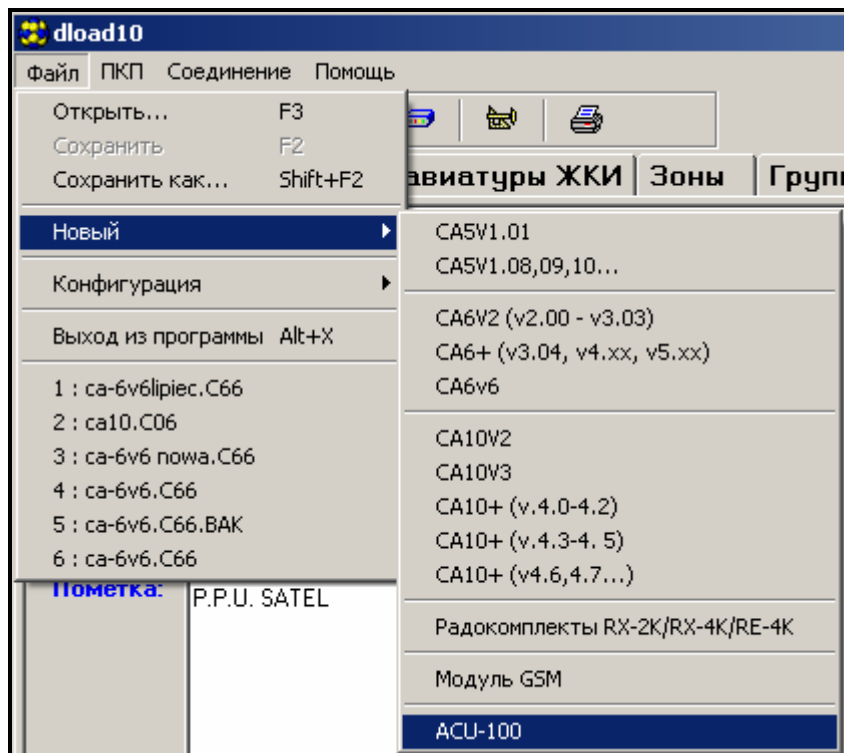 dload10
Файл ПКП Соединение Помощь
Открыть... F3
Сохранить F2
Сохранить как... Shift+F2
Новый
Конфигурация
Выход из программы Alt+X
1 : ca-6v6lipiec.C66
2 : ca10.C06
3 : ca-6v6 nowa.C66
4 : ca-6v6.C66
5 : ca-6v6.C66.BAK
6 : ca-6v6.C66
авиатуры ЖКИ Зоны Груп
CA5V1.01
CA5V1.08,09,10...
CA6V2 (v2.00 - v3.03)
CA6+ (v3.04, v4.xx, v5.xx)
CA6v6
CA10V2
CA10V3
CA10+ (v.4.0-4.2)
CA10+ (v.4.3-4. 5)
CA10+ (v4.6,4.7...)
Радокомплекты RX-2K/RX-4K/RE-4K
Модуль GSM
ACU-100
Пометка:
P.P.U. SATEL